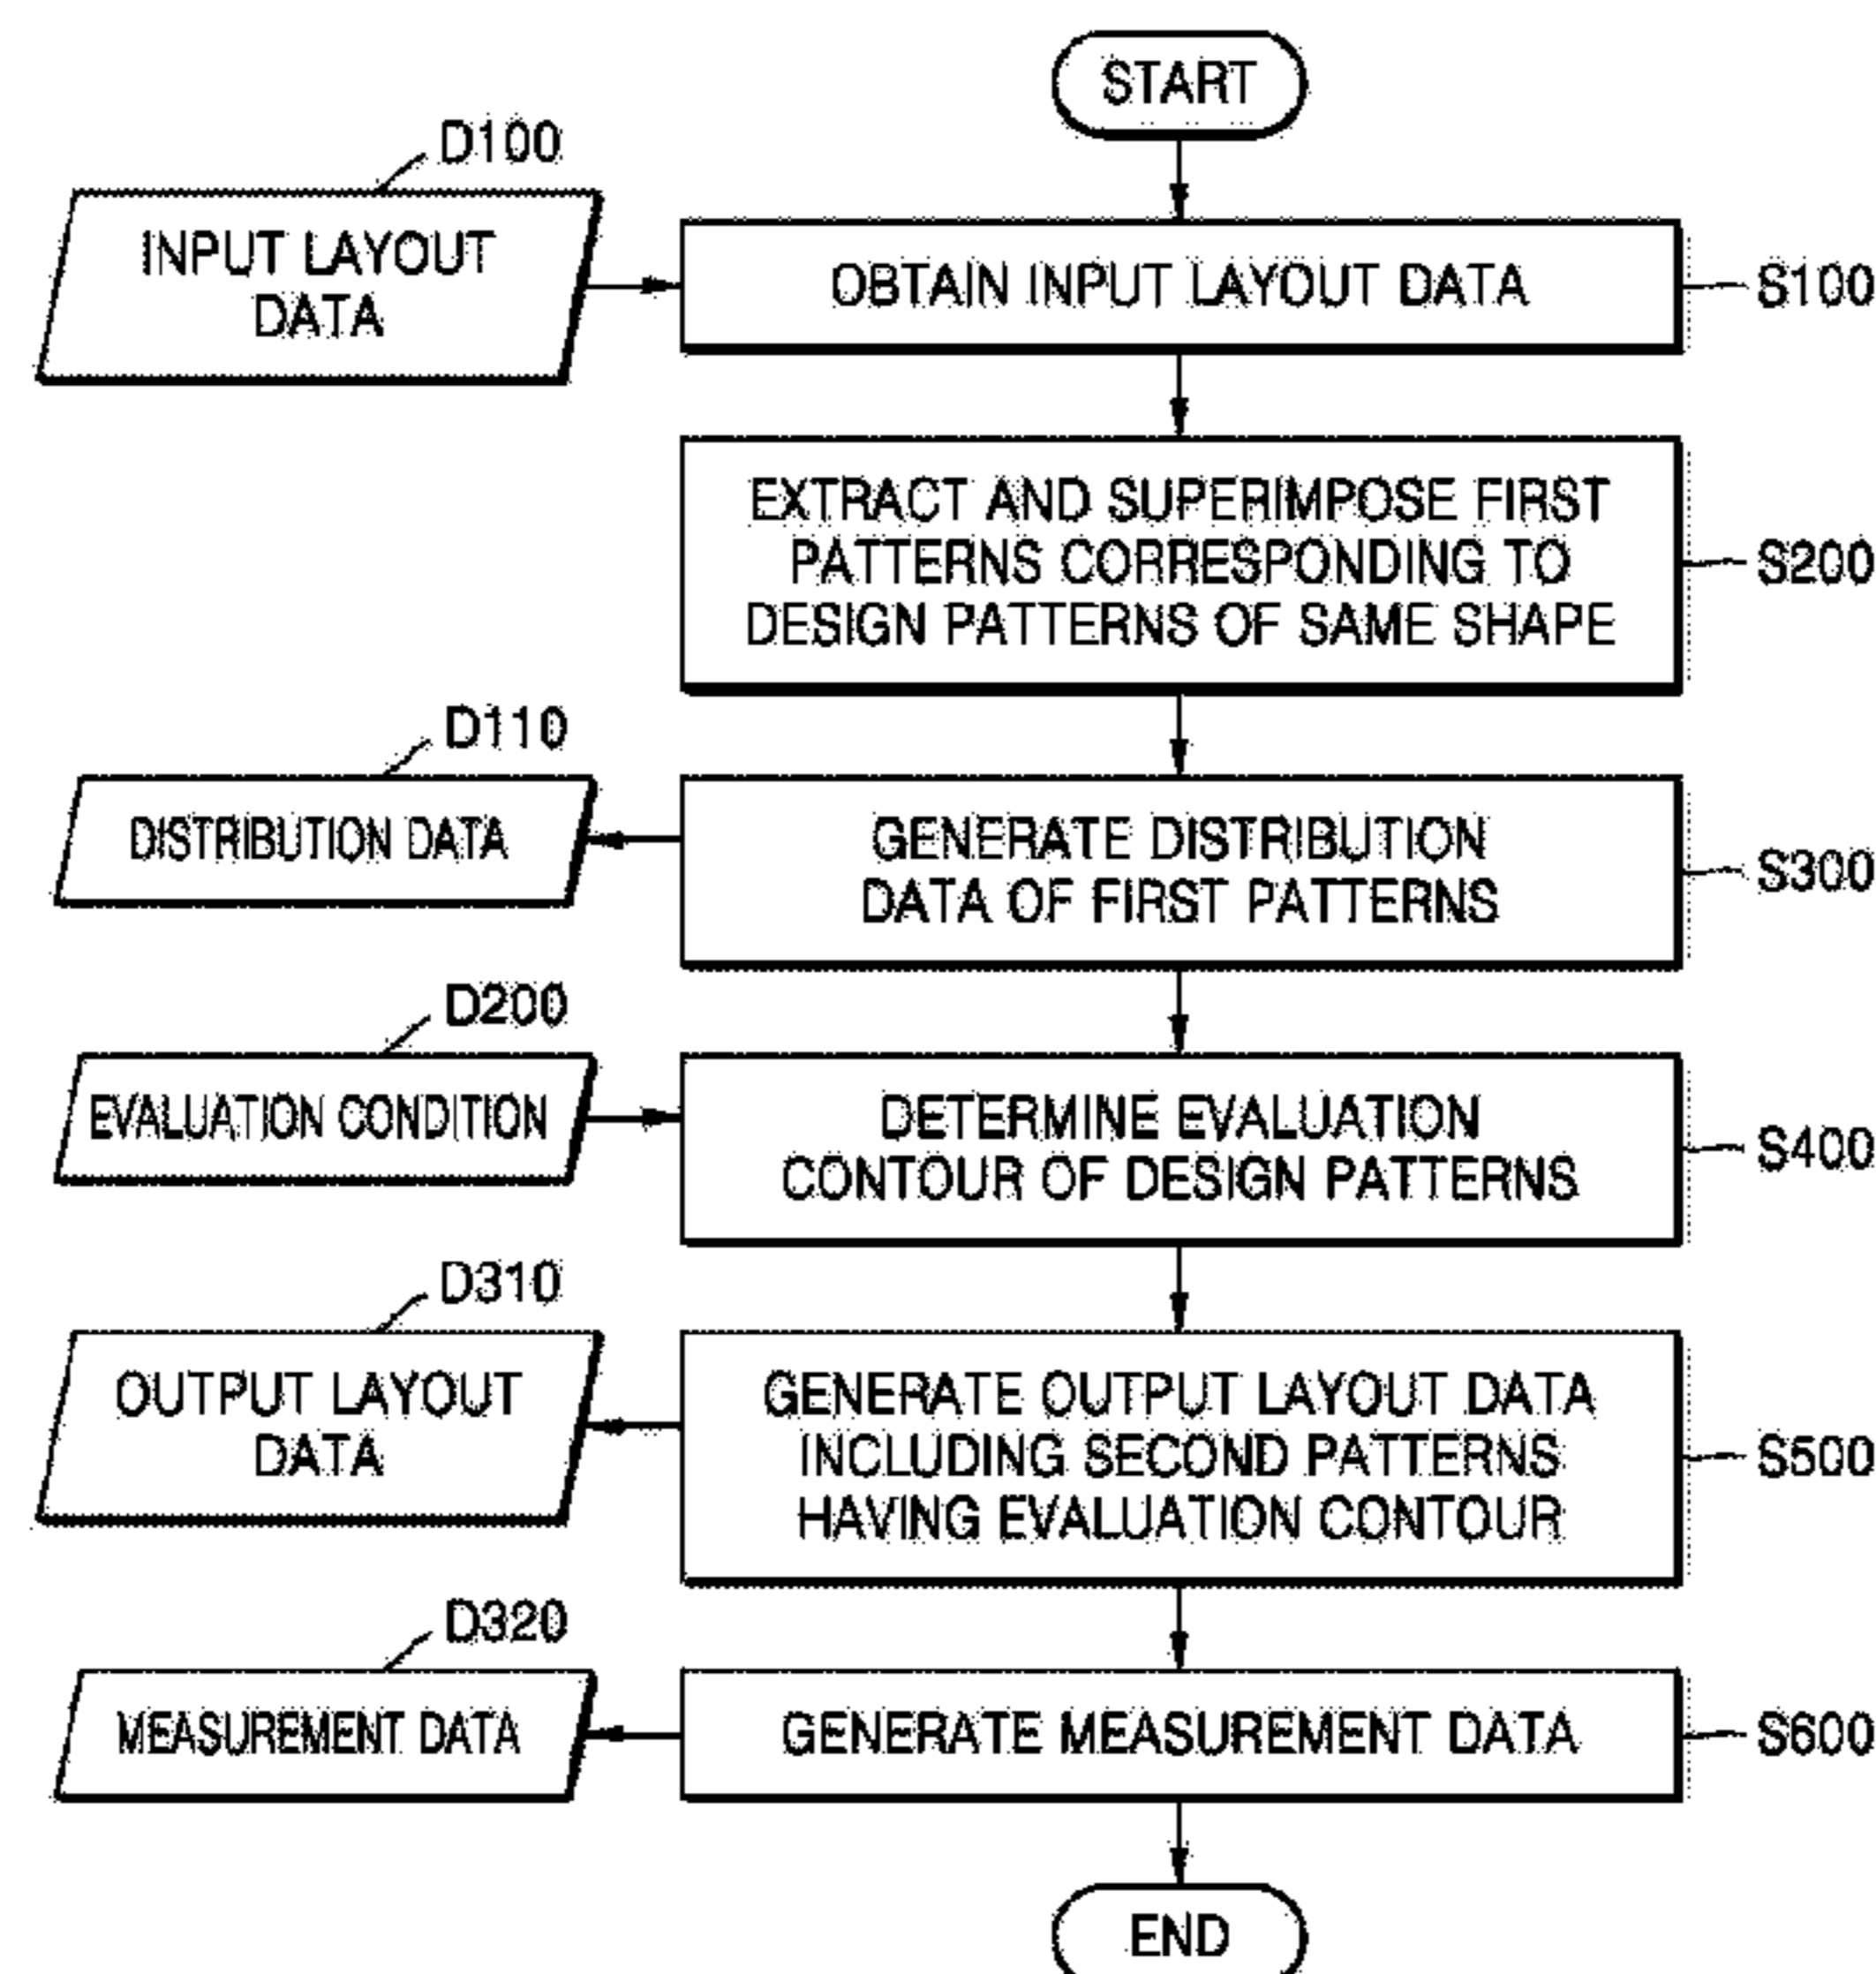 START
D100
INPUT LAYOUT
DATA
OBTAIN INPUT LAYOUT DATA
S100
EXTRACT AND SUPERIMPOSE FIRST
PATTERNS CORRESPONDING TO
DESIGN PATTERNS OF SAME SHAPE
S200
D110
DISTRIBUTION DATA
GENERATE DISTRIBUTION
DATA OF FIRST PATTERNS
S300
D200
EVALUATION CONDITION
DETERMINE EVALUATION
CONTOUR OF DESIGN PATTERNS
S400
D310
OUTPUT LAYOUT
DATA
GENERATE OUTPUT LAYOUT DATA
INCLUDING SECOND PATTERNS
HAVING EVALUATION CONTOUR
S500
D320
MEASUREMENT DATA
GENERATE MEASUREMENT DATA
S600
END